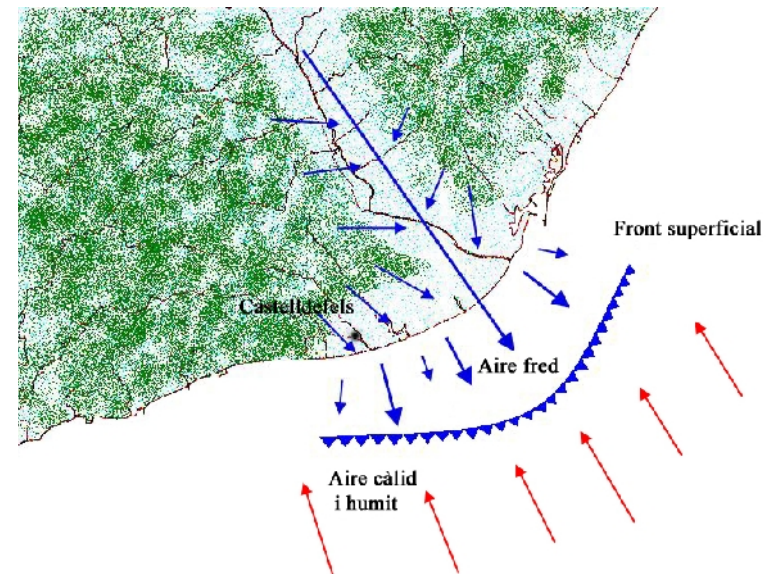 Front superficial
Castelldefels
Aire fred
Aire càlid
i humit